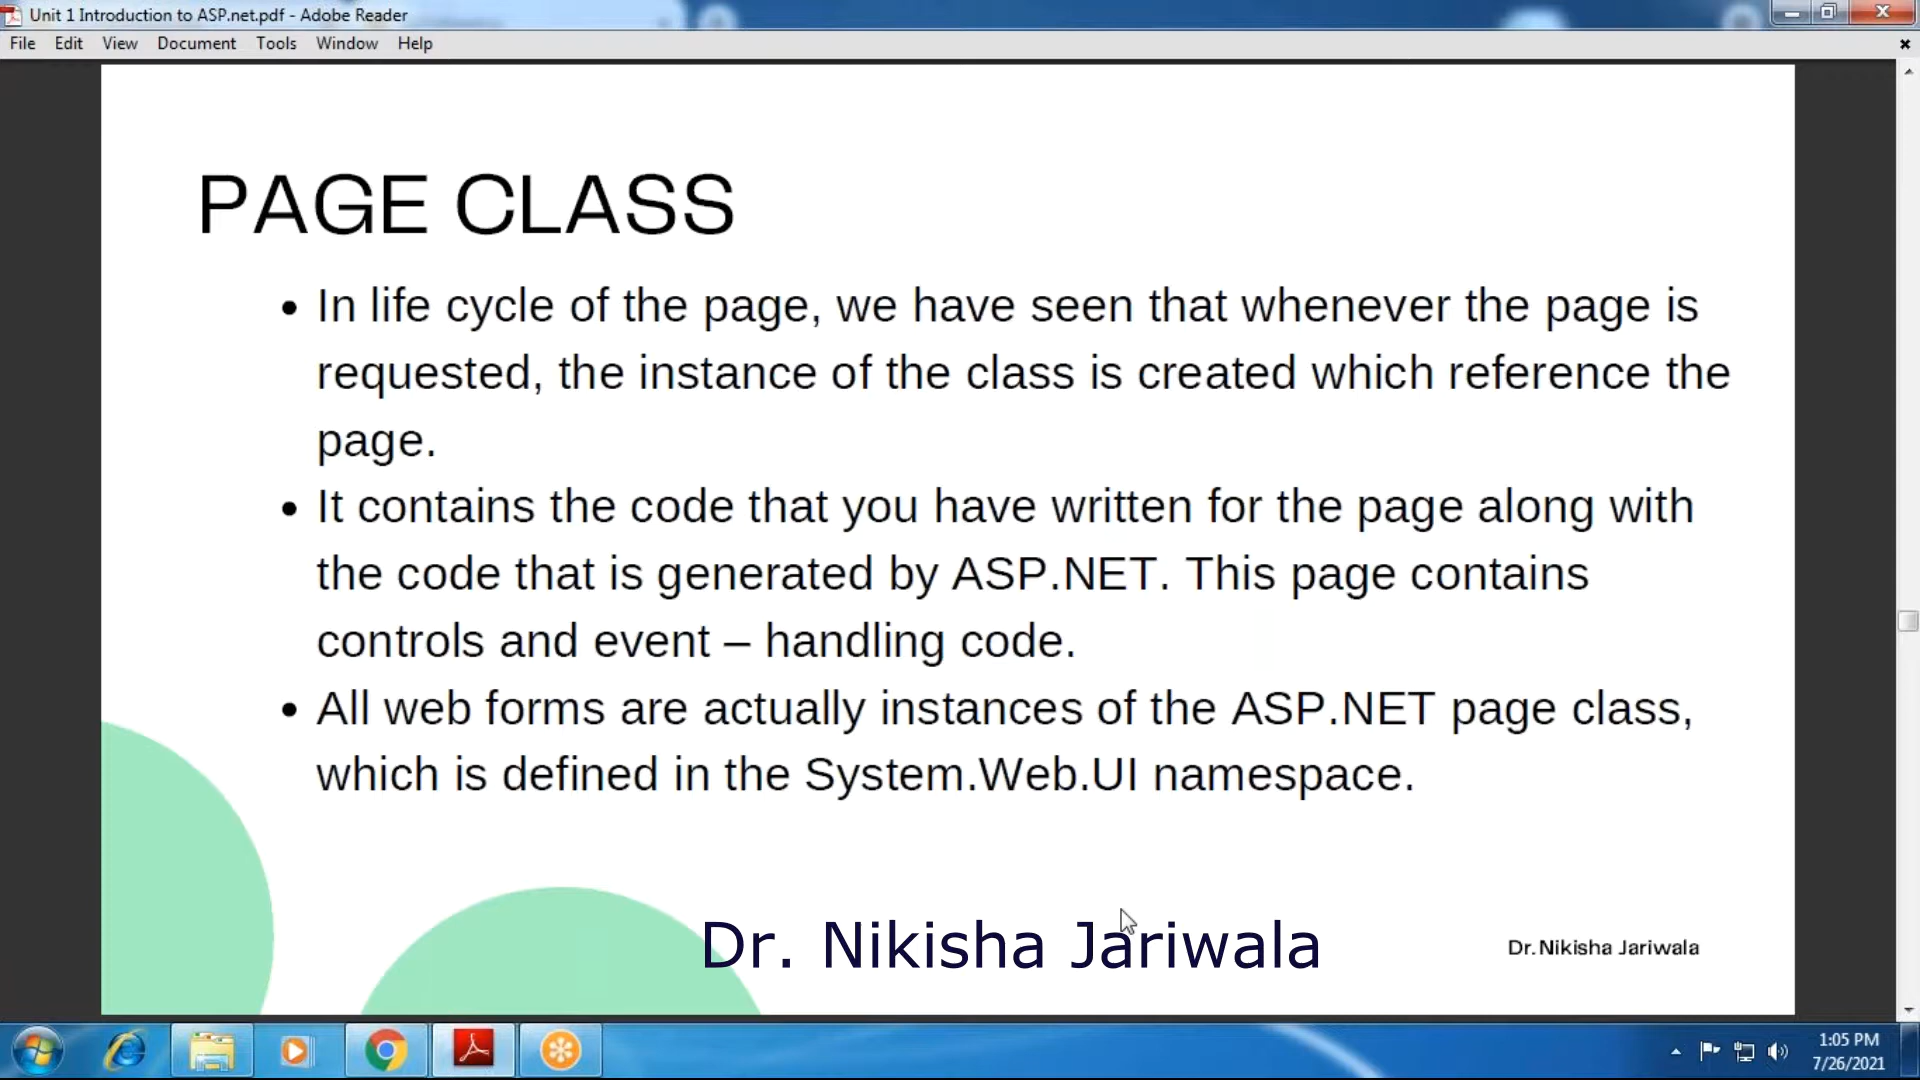 Unit 1 Introduction to ASP.net.pdf - Adobe Reader
File Edit View Document Tools Window Help
PAGE CLASS
• In life cycle of the page, we have seen that whenever the page is
requested, the instance of the class is created which reference the
page.
• It contains the code that you have written for the page along with
the code that is generated by ASP.NET. This page contains
controls and event – handling code.
• All web forms are actually instances of the ASP.NET page class,
which is defined in the System.Web.UI namespace.
Dr. Nikisha Jariwala
Dr. Nikisha Jariwala
1:05 PM
7/26/2021